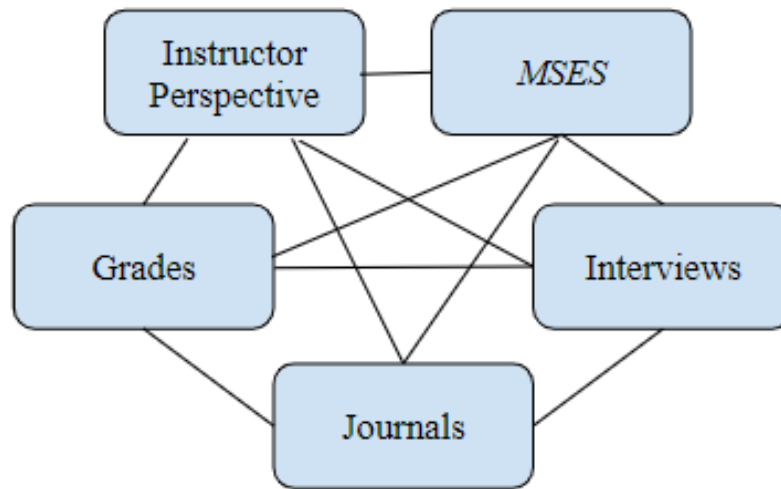 Instructor
Perspective
MSES
Grades
Interviews
Journals